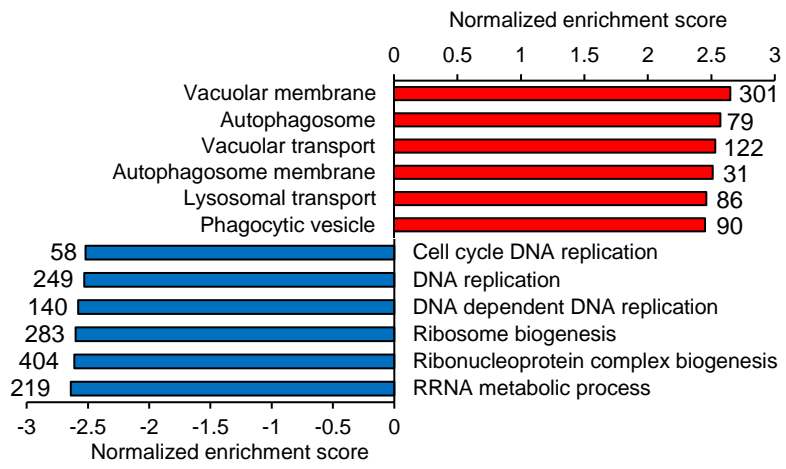 Normalized enrichment score
0 0.5 1 1.5 2 2.5 3
Vacuolar membrane 301
Autophagosome 79
Vacuolar transport 122
Autophagosome membrane 31
Lysosomal transport 86
Phagocytic vesicle 90
58 Cell cycle DNA replication
249 DNA replication
140 DNA dependent DNA replication
283 Ribosome biogenesis
404 Ribonucleoprotein complex biogenesis
219 RRNA metabolic process
-3 -2.5 -2 -1.5 -1 -0.5 0
Normalized enrichment score